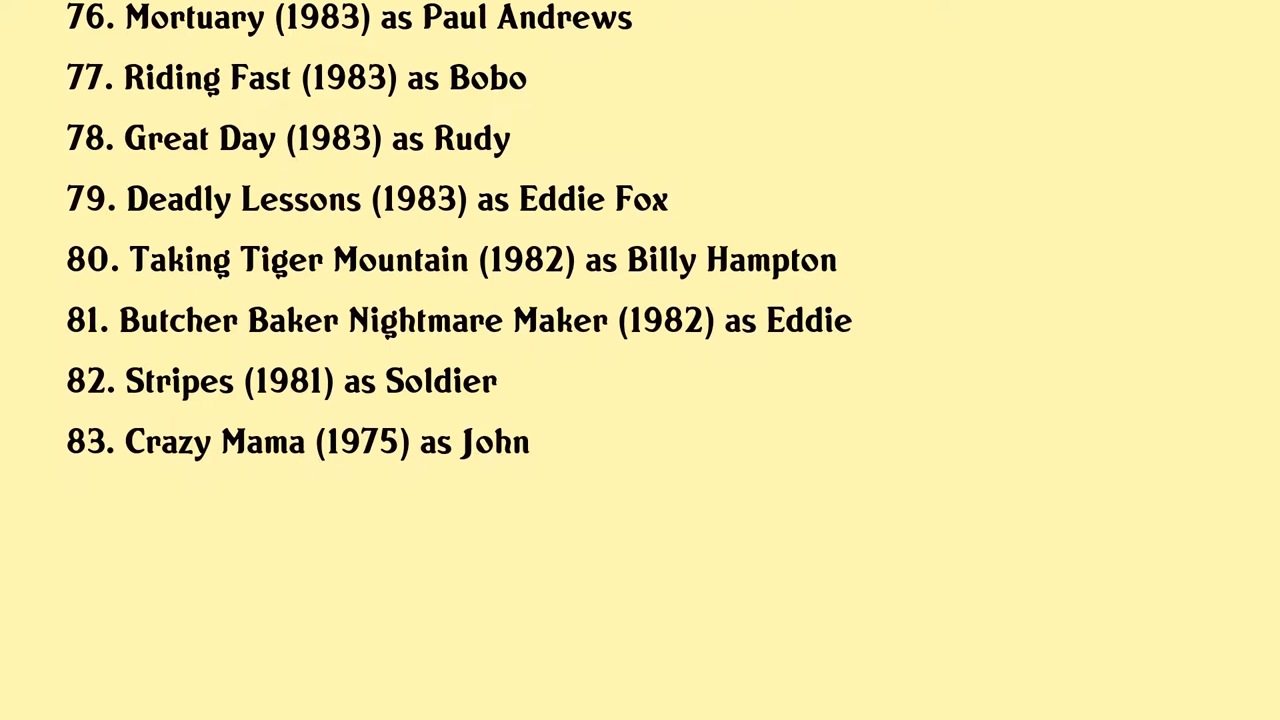 76. Mortuary (1983) as Paul Andrews
77. Riding Fast (1983) as Bobo
78. Great Day (1983) as Rudy
79. Deadly Lessons (1983) as Eddie Fox
80. Taking Tiger Mountain (1982) as Billy Hampton
81. Butcher Baker Nightmare Maker (1982) as Eddie
82. Stripes (1981) as Soldier
83. Crazy Mama (1975) as John